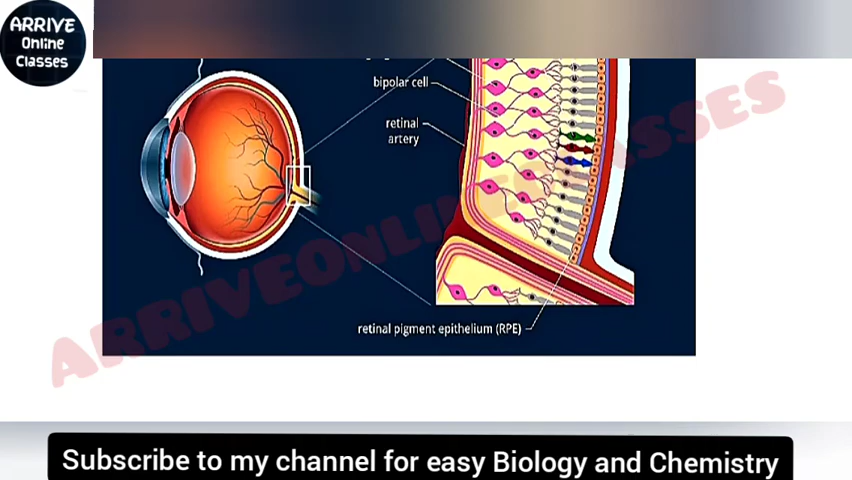 ARRIVE
Online
Classes
bipolar cell
retinal
artery
retinal pigment epithelium (RPE)
ARRIVEONLINECLASSES
Subscribe to my channel for easy Biology and Chemistry